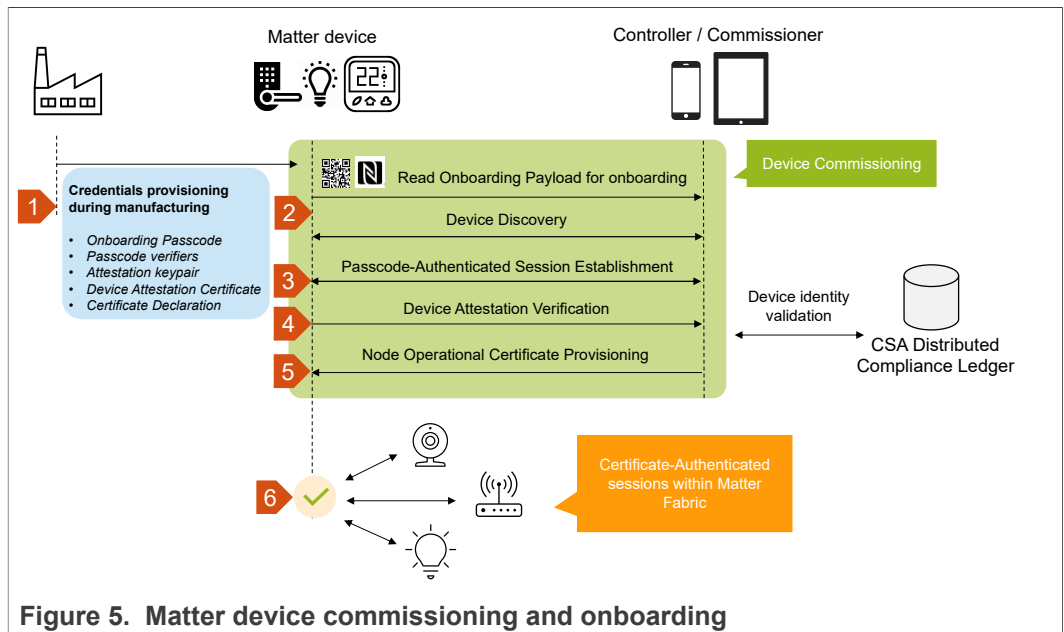 Matter device
Controller / Commissioner
22
1
Credentials provisioning
during manufacturing
• Onboarding Passcode
• Passcode verifiers
• Attestation keypair
• Device Attestation Certificate
• Certificate Declaration
Read Onboarding Payload for onboarding
Device Commissioning
2
Device Discovery
Passcode-Authenticated Session Establishment
3
Device Attestation Verification
4
Node Operational Certificate Provisioning
5
Device identity
validation
CSA Distributed
Compliance Ledger
6
Certificate-Authenticated
sessions within Matter
Fabric
Figure 5. Matter device commissioning and onboarding